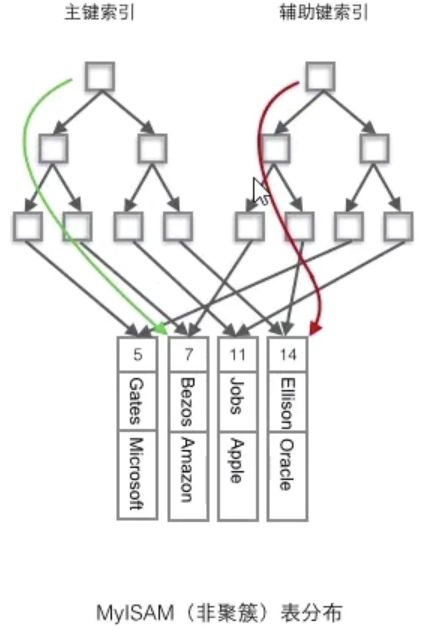 主键索引
辅助键索引
5
7
11
14
Gates
Bezos
Jobs
Ellison
Microsoft
Amazon
Apple
Oracle
MyISAM（非聚簇）表分布